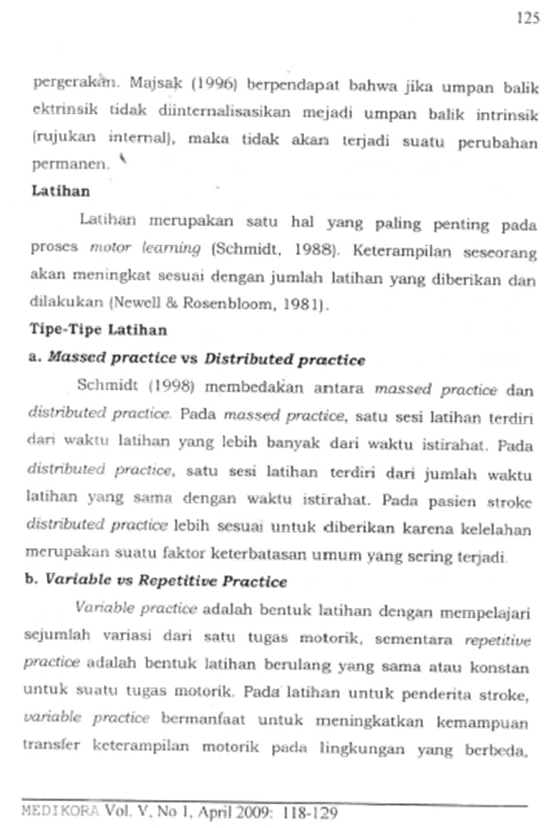 125
pergerakan. Majsak (1996) berpendapat bahwa jika umpan balik
ektrinsik tidak diinternalisasikan mejadi umpan balik intrinsik
(rujukan internal), maka tidak akan terjadi suatu perubahan
permanen.
Latihan
Latihan merupakan satu hal yang paling penting pada
proses motor learning (Schmidt, 1988). Keterampilan seseorang
akan meningkat sesuai dengan jumlah latihan yang diberikan dan
dilakukan (Newell & Rosenbloom, 1981).
Tipe-Tipe Latihan
a. Massed practice vs Distributed practice
Schmidt (1998) membedakan antara massed practice dan
distributed practice. Pada massed practice, satu sesi latihan terdiri
dari waktu latihan yang lebih banyak dari waktu istirahat. Pada
distributed practice, satu sesi latihan terdiri dari jumlah waktu
latihan yang sama dengan waktu istirahat. Pada pasien stroke
distributed practice lebih sesuai untuk diberikan karena kelelahan
merupakan suatu faktor keterbatasan umum yang sering terjadi.
b. Variable vs Repetitive Practice
Variable practice adalah bentuk latihan dengan mempelajari
sejumlah variasi dari satu tugas motorik, sementara repetitive
practice adalah bentuk latihan berulang yang sama atau konstan
untuk suatu tugas motorik. Pada latihan untuk penderita stroke,
variable practice bermanfaat untuk meningkatkan kemampuan
transfer keterampilan motorik pada lingkungan yang berbeda,
MEDIKORA Vol. V, No 1, April 2009: 118-129